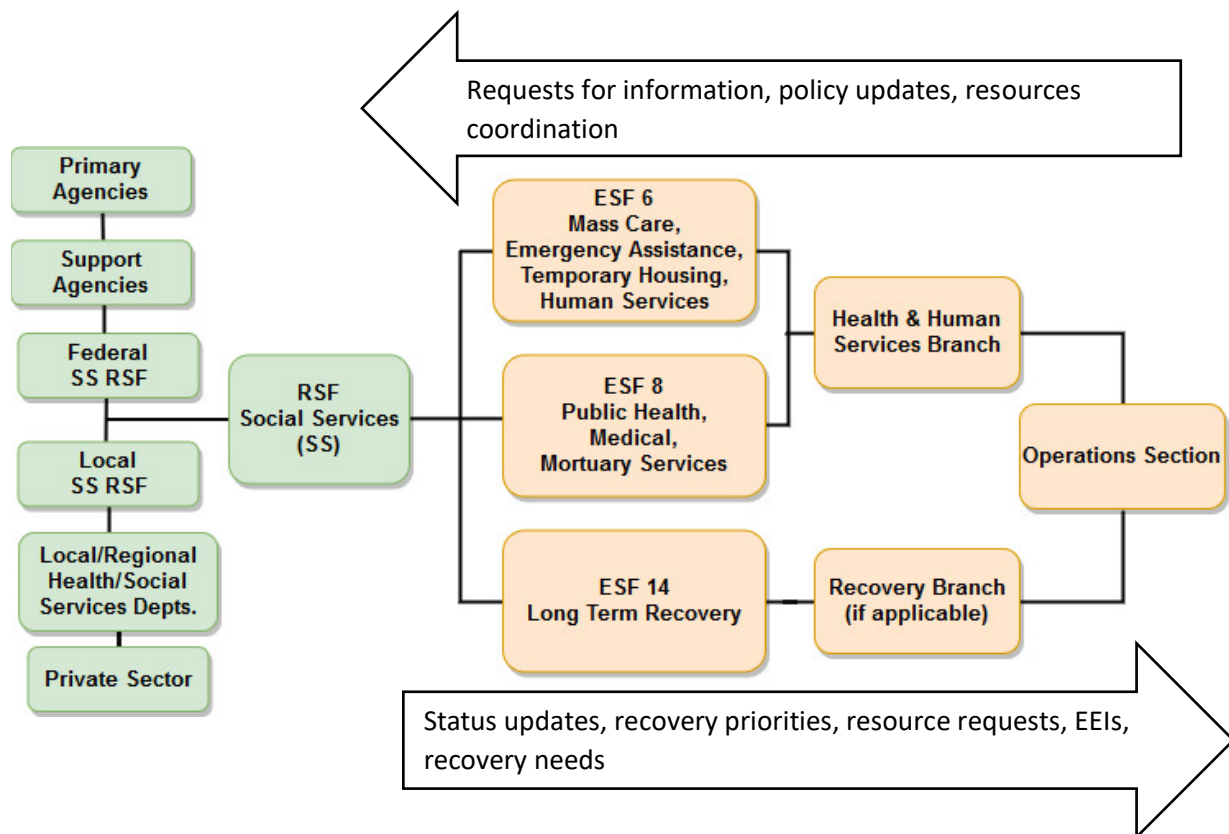 Requests for information, policy updates, resources
coordination
Primary
Agencies
Support
Agencies
Federal
SS RSF
Local
SS RSF
Local/Regional
Health/Social
Services Depts.
Private Sector
RSF
Social Services
(SS)
ESF 6
Mass Care,
Emergency Assistance,
Temporary Housing,
Human Services
ESF 8
Public Health,
Medical,
Mortuary Services
ESF 14
Long Term Recovery
Health & Human
Services Branch
Recovery Branch
(if applicable)
Operations Section
Status updates, recovery priorities, resource requests, EEIs,
recovery needs